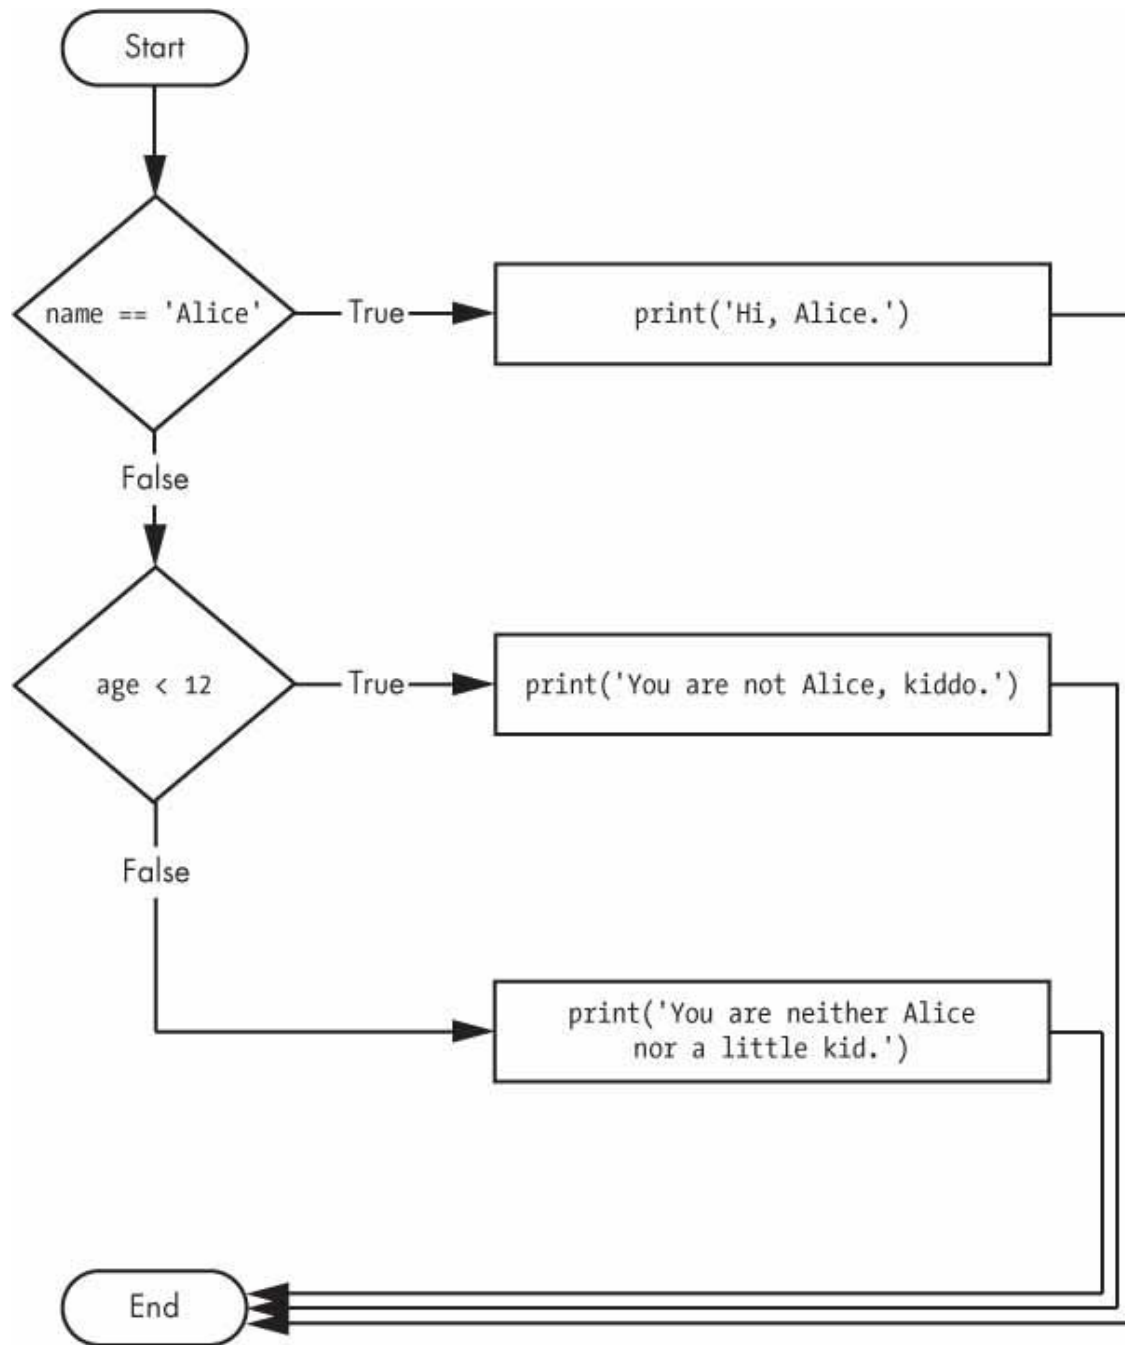 Start
name == 'Alice'
True
print('Hi, Alice.')
False
age < 12
True
print('You are not Alice, kiddo.')
False
print('You are neither Alice
nor a little kid.')
End